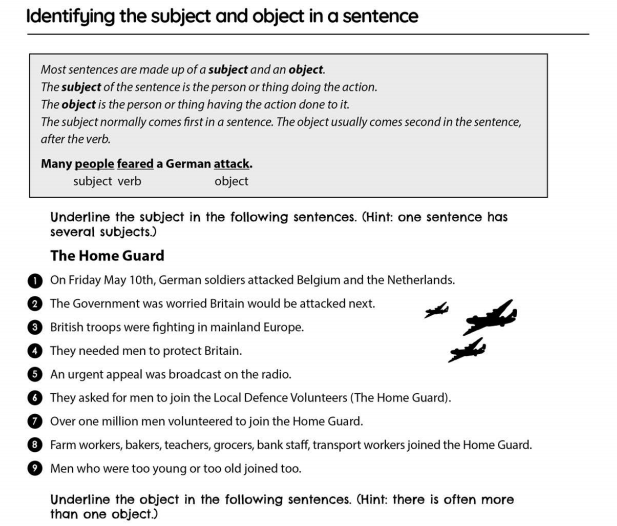 Identifying the subject and object in a sentence
Most sentences are made up of a subject and an object.
The subject of the sentence is the person or thing doing the action.
The object is the person or thing having the action done to it.
The subject normally comes first in a sentence. The object usually comes second in the sentence,
after the verb.
Many people feared a German attack.
subject verb object
Underline the subject in the following sentences. (Hint: one sentence has
several subjects.)
The Home Guard
1 On Friday May 10th, German soldiers attacked Belgium and the Netherlands.
2 The Government was worried Britain would be attacked next.
3 British troops were fighting in mainland Europe.
4 They needed men to protect Britain.
5 An urgent appeal was broadcast on the radio.
6 They asked for men to join the Local Defence Volunteers (The Home Guard).
7 Over one million men volunteered to join the Home Guard.
8 Farm workers, bakers, teachers, grocers, bank staff, transport workers joined the Home Guard.
9 Men who were too young or too old joined too.
Underline the object in the following sentences. (Hint: there is often more
than one object.)